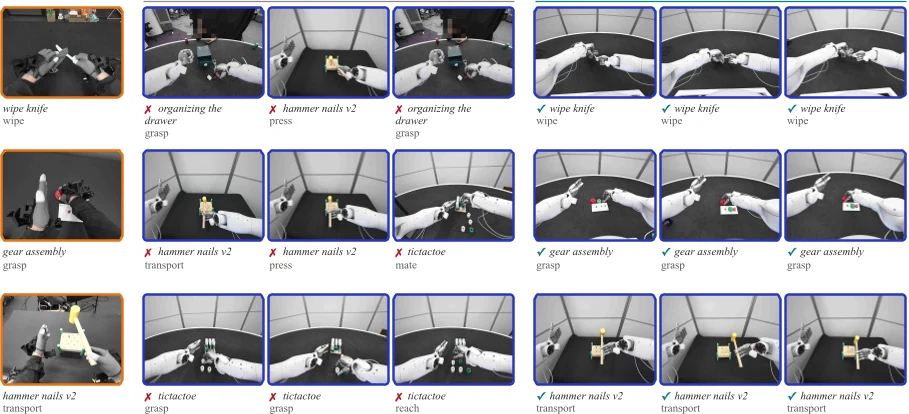 wipe knife
wipe
✗ organizing the
drawer
grasp
✗ hammer nails v2
press
✗ organizing the
drawer
grasp
✓ wipe knife
wipe
✓ wipe knife
wipe
✓ wipe knife
wipe
gear assembly
grasp
✗ hammer nails v2
transport
✗ hammer nails v2
press
✗ tictactoe
mate
✓ gear assembly
grasp
✓ gear assembly
grasp
✓ gear assembly
grasp
hammer nails v2
transport
✗ tictactoe
grasp
✗ tictactoe
grasp
✗ tictactoe
reach
✓ hammer nails v2
transport
✓ hammer nails v2
transport
✓ hammer nails v2
transport